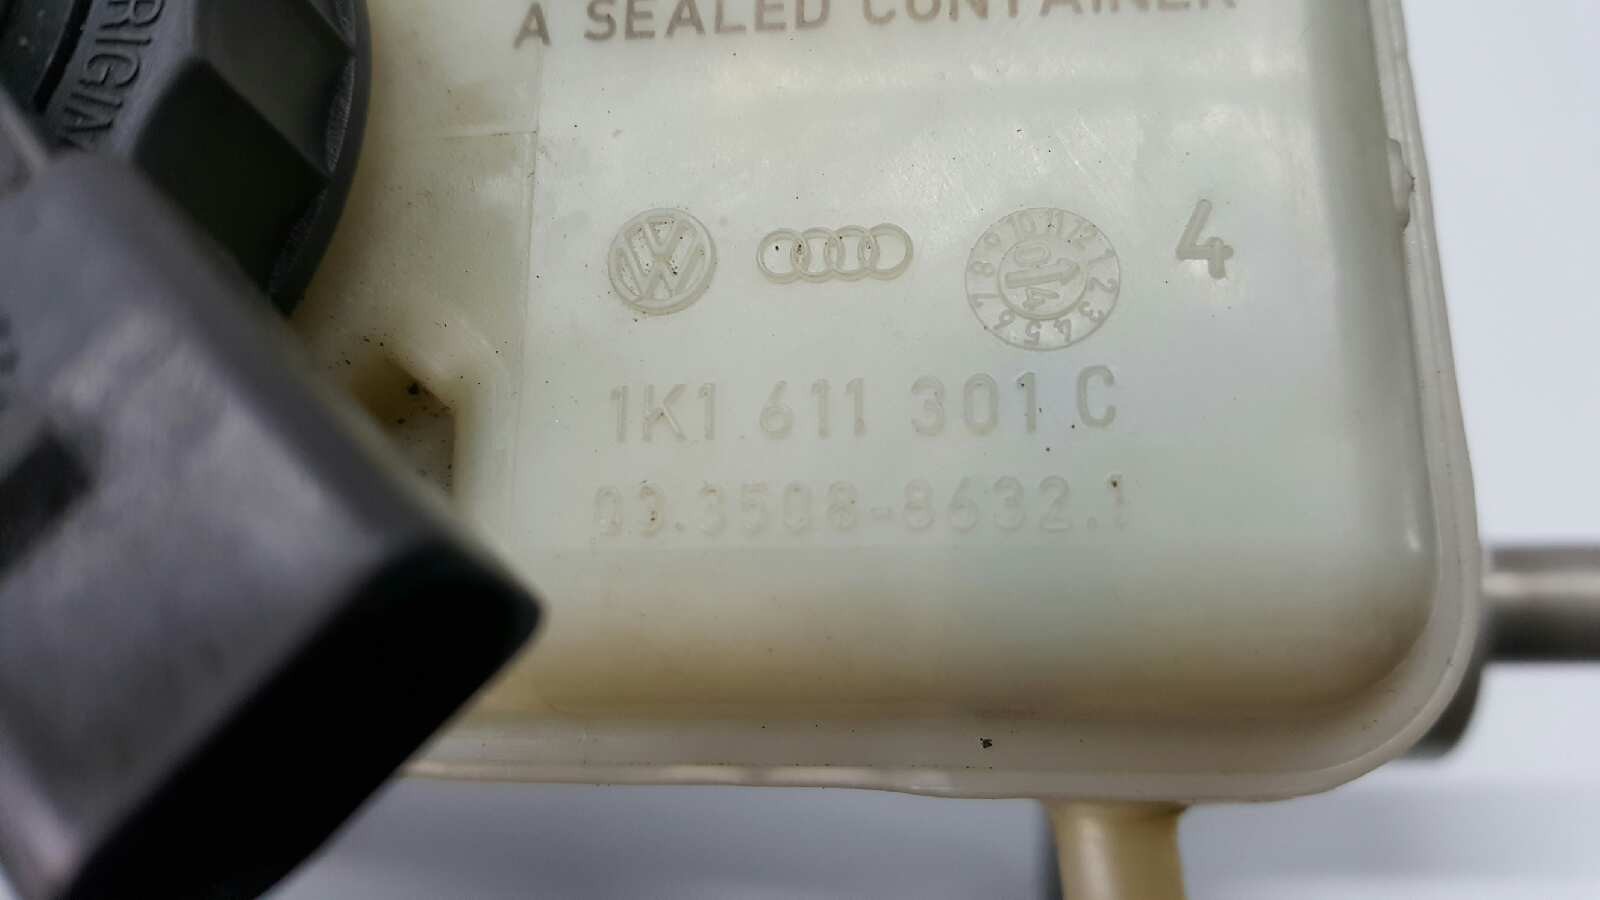 A SEALED CONTAINER
4
1K1 611 301 C
03.3508-8632.1